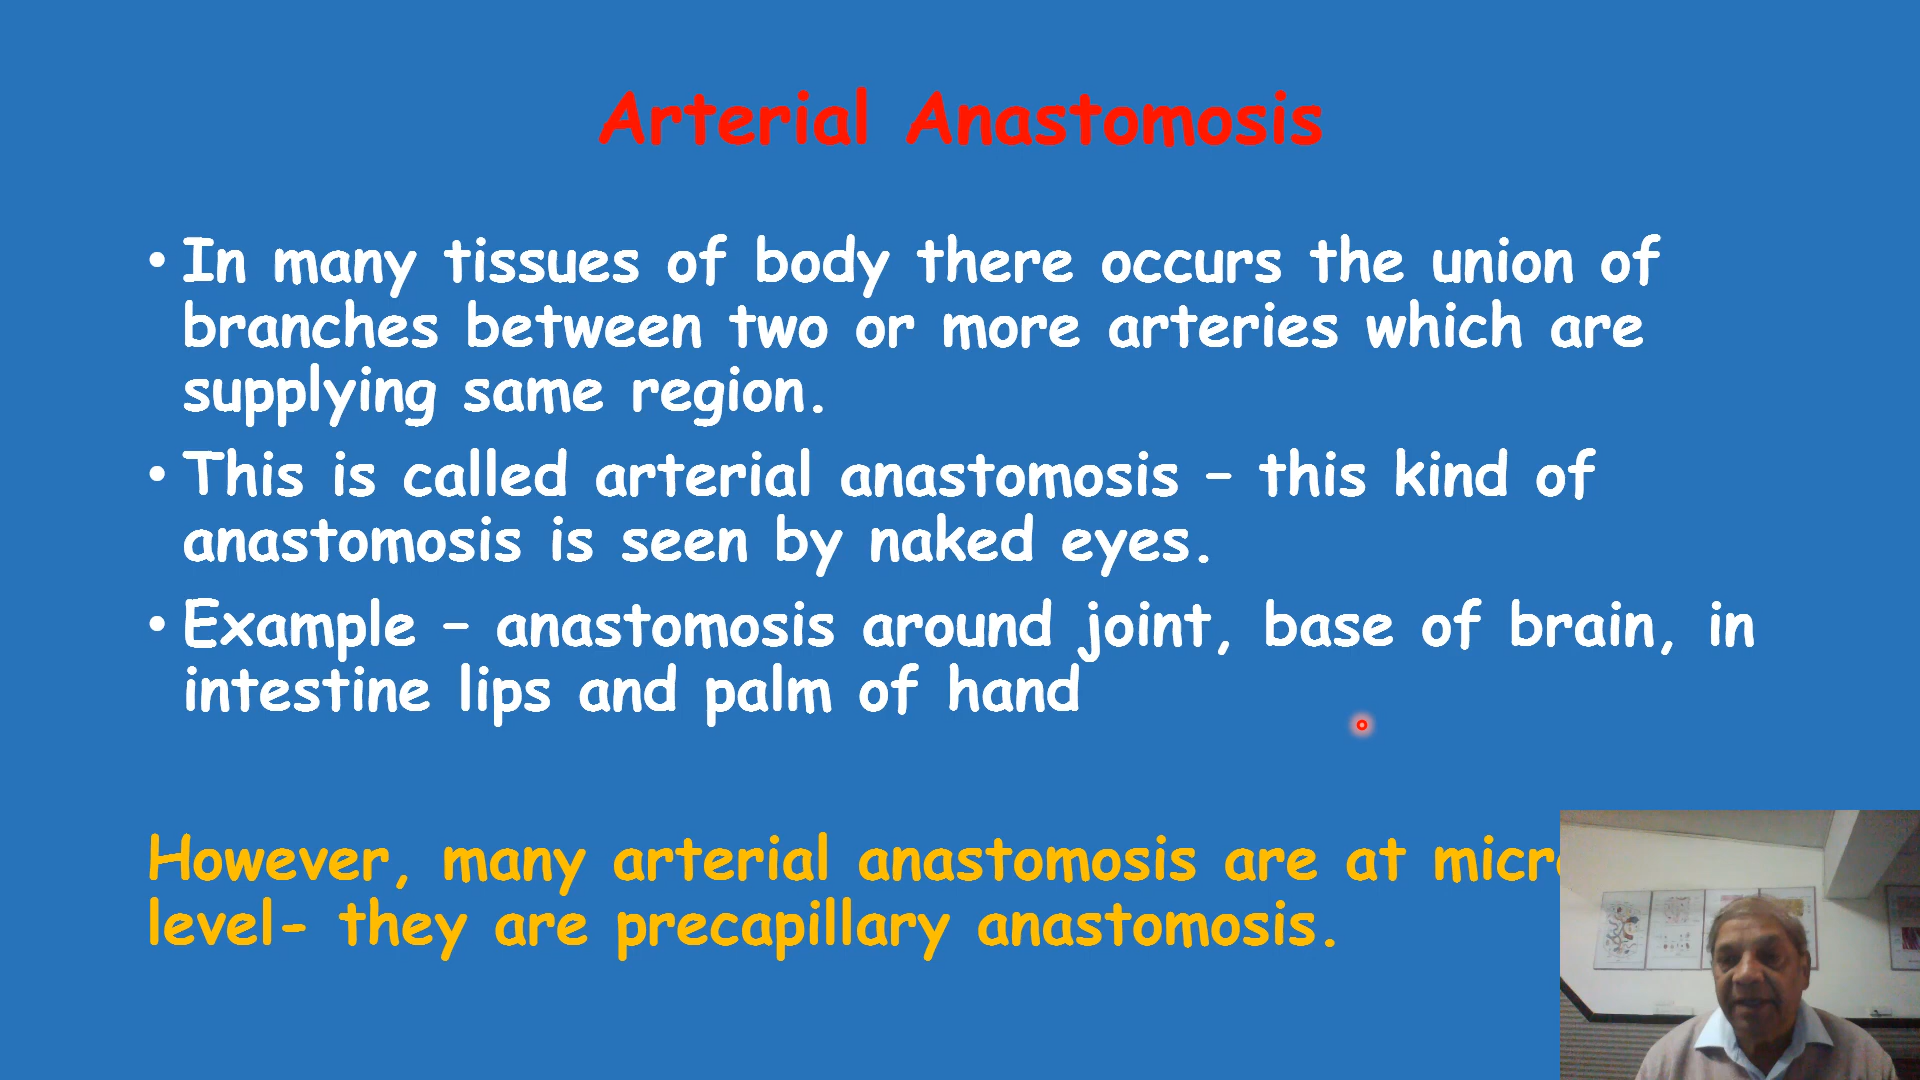 Arterial Anastomosis
• In many tissues of body there occurs the union of
branches between two or more arteries which are
supplying same region.
• This is called arterial anastomosis – this kind of
anastomosis is seen by naked eyes.
• Example – anastomosis around joint, base of brain, in
intestine lips and palm of hand
However, many arterial anastomosis are at
level- they are precapillary anastomosis.